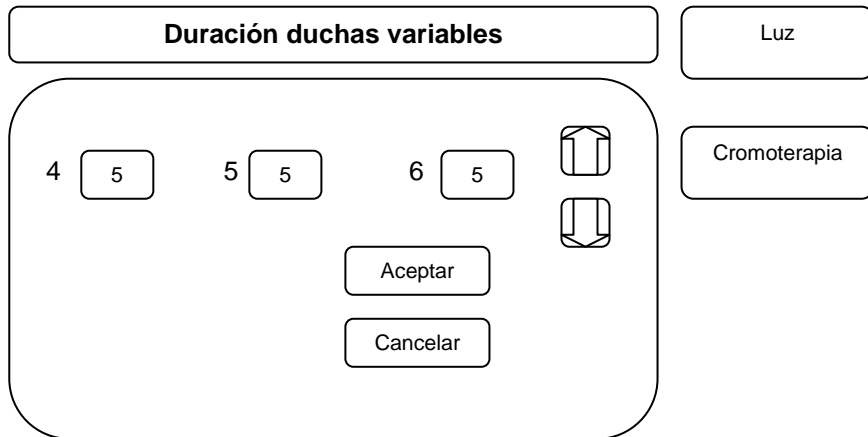 Duración duchas variables
Luz
Cromoterapia
4 5 5 5 6 5
Aceptar
Cancelar